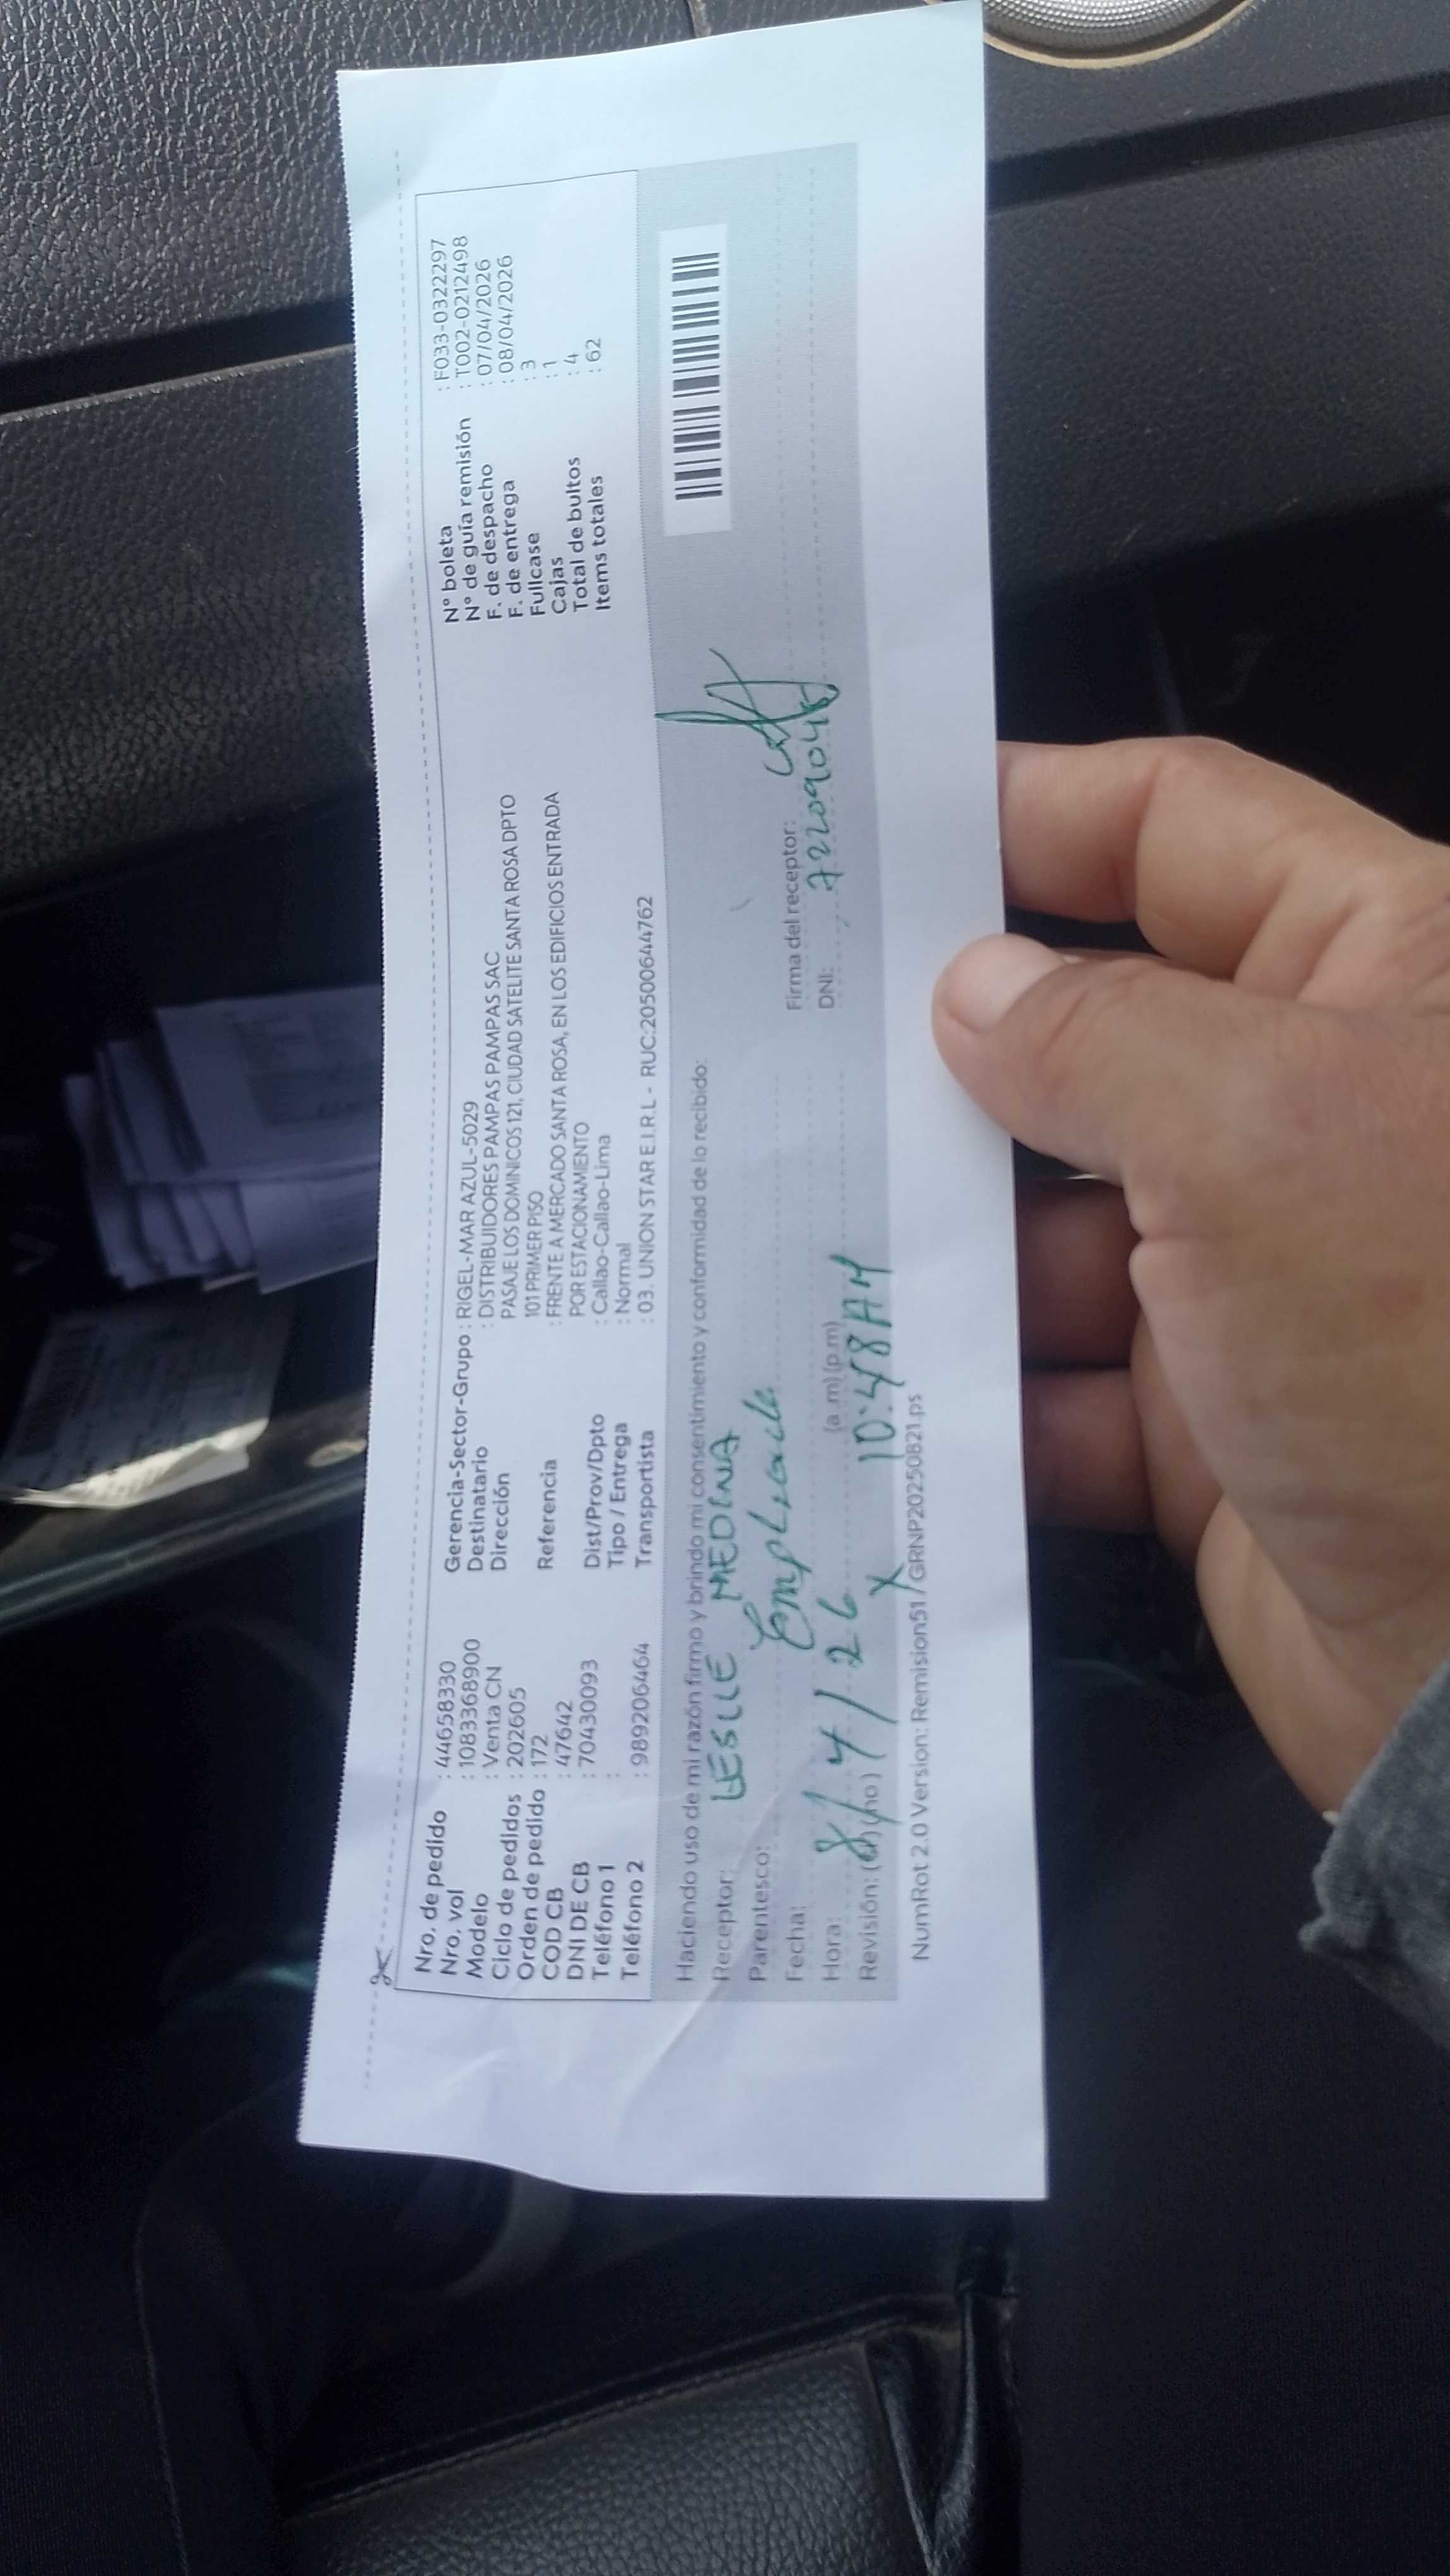 Nro. de pedido : 44658330
Nro. vol : 1083368900
Modelo : Venta CN
Ciclo de pedidos : 202605
Orden de pedido : 172
COD CB : 47642
DNI DE CB : 70430093
Teléfono 1 :
Teléfono 2 : 989206464
Gerencia-Sector-Grupo : RIGEL-MAR AZUL-5029
Destinatario : DISTRIBUIDORES PAMPAS PAMPAS SAC
Dirección PASAJE LOS DOMINICOS 121, CIUDAD SATELITE SANTA ROSA DPTO
101 PRIMER PISO
Referencia : FRENTE A MERCADO SANTA ROSA, EN LOS EDIFICIOS ENTRADA
POR ESTACIONAMIENTO
Dist/Prov/Dpto : Callao-Callao-Lima
Tipo / Entrega : Normal
Transportista : 03. UNION STAR E.I.R.L - RUC:20500644762
N° boleta : F033-0322297
N° de guía remisión : T002-0212498
F. de despacho : 07/04/2026
F. de entrega : 08/04/2026
Fullcase : 3
Cajas : 1
Total de bultos : 4
Items totales : 62
Haciendo uso de mi razón firmo y brindo mi consentimiento y conformidad de lo recibido:
Receptor: LESLIE MEDINA
Parentesco: Empleada
Fecha: 8/4/26
Hora: (a m) (p m) 10:48 AM
Revisión: ( ) X
Firma del receptor:
DNI:
NumRot 2.0 Version: Remision51 / GRNP20250821.ps